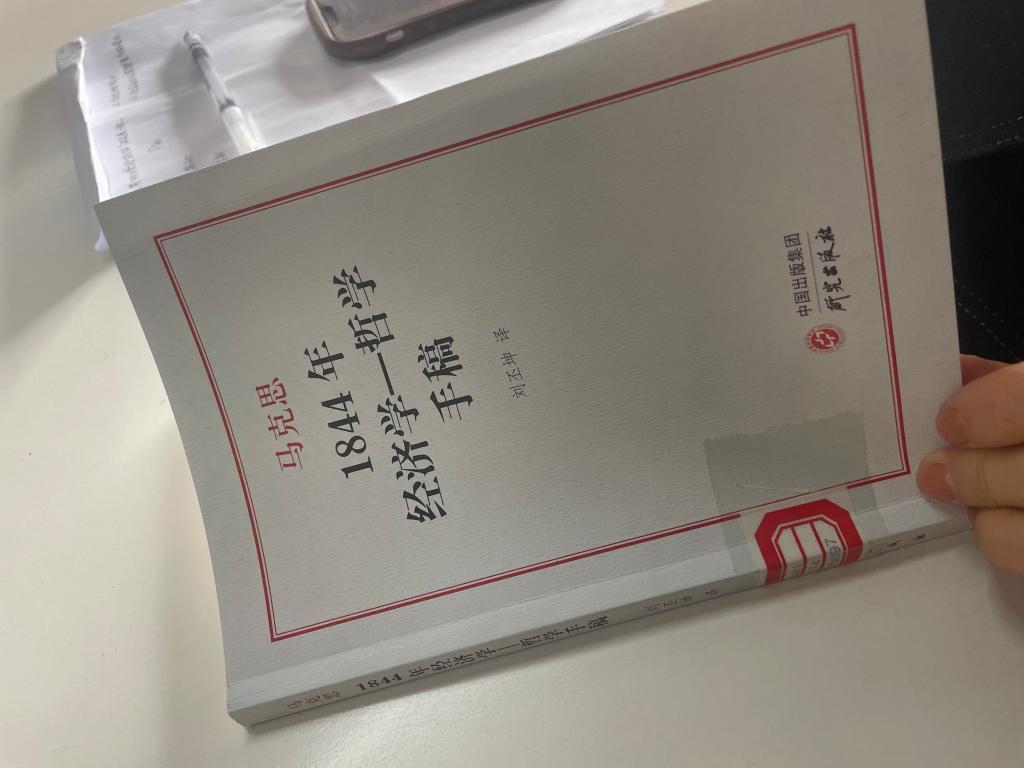 马克思
1844 年
经济学—哲学
手稿
刘丕坤 译
中国出版集团
研究出版社
马克思 1844 年经济学—哲学手稿 刘丕坤 译